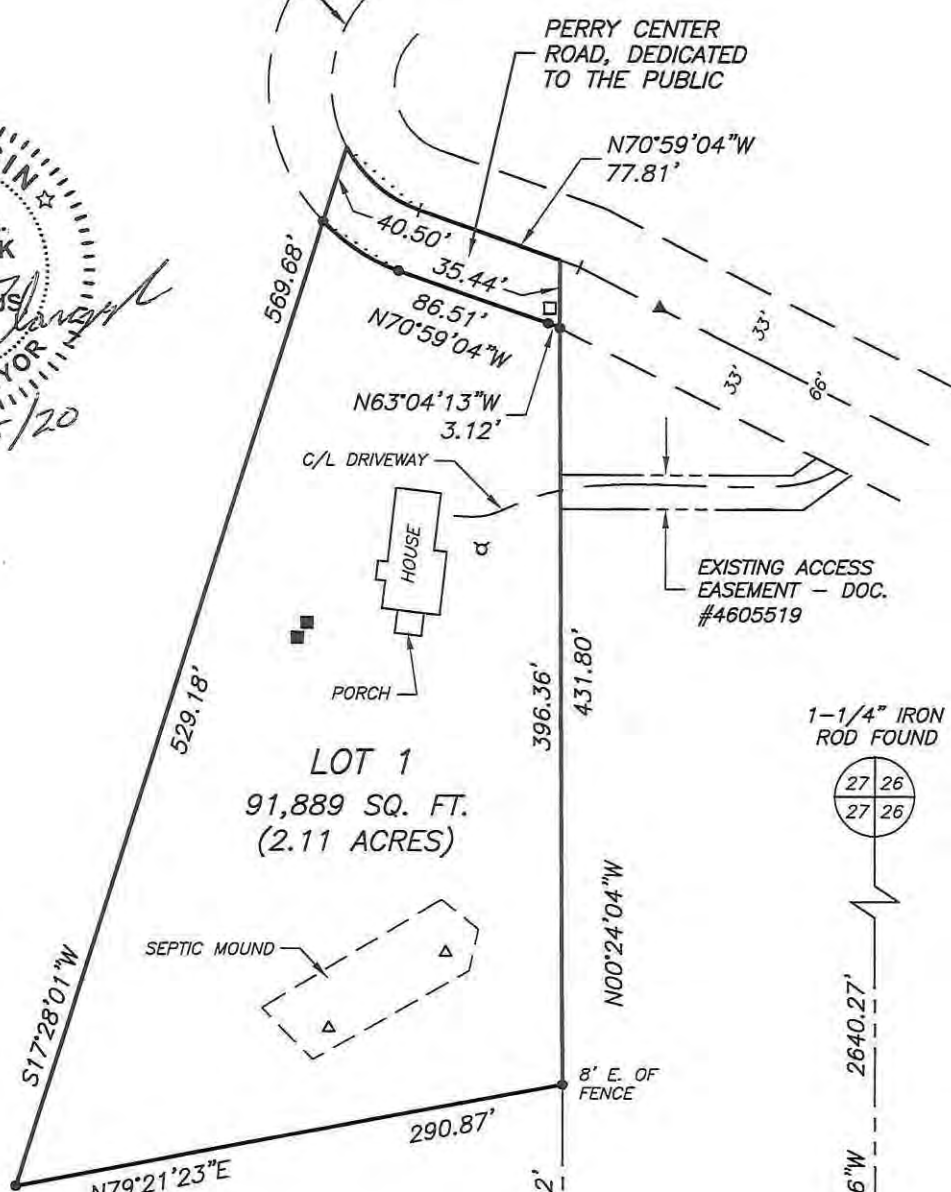 PERRY CENTER
ROAD, DEDICATED
TO THE PUBLIC
N70°59'04"W
77.81'
40.50'
35.44'
569.68'
86.51'
N70°59'04"W
33'
33'
66'
N63°04'13"W
3.12'
C/L DRIVEWAY
HOUSE
EXISTING ACCESS
EASEMENT – DOC.
#4605519
PORCH
529.18'
396.36'
431.80'
LOT 1
91,889 SQ. FT.
(2.11 ACRES)
1-1/4" IRON
ROD FOUND
27 26
27 26
SEPTIC MOUND
N00°24'04"W
S17°28'01"W
2640.27'
8' E. OF
FENCE
290.87'
N79°21'23"E
2'
6"W